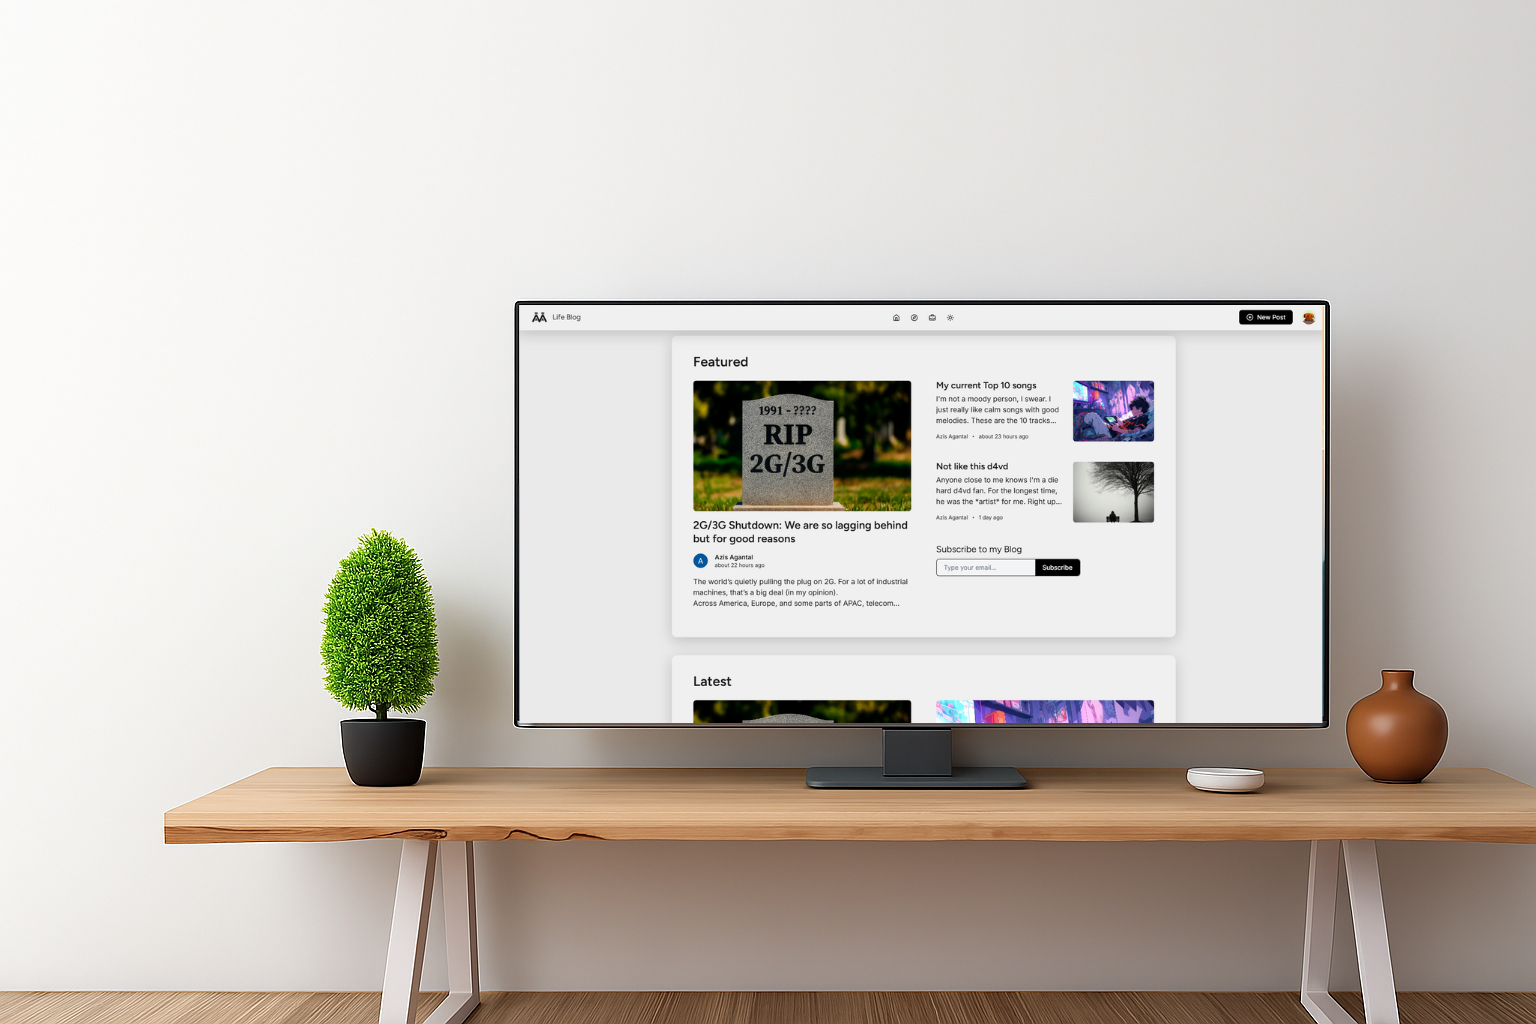 ÄÄ Life Blog
New Post
Featured
1991 - ????
RIP
2G/3G
2G/3G Shutdown: We are so lagging behind
but for good reasons
A
Azis Agantal
about 22 hours ago
The world's quietly pulling the plug on 2G. For a lot of industrial
machines, that's a big deal (in my opinion).
Across America, Europe, and some parts of APAC, telecom...
My current Top 10 songs
I'm not a moody person, I swear. I
just really like calm songs with good
melodies. These are the 10 tracks...
Azis Agantal • about 23 hours ago
Not like this d4vd
Anyone close to me knows I'm a die
hard d4vd fan. For the longest time,
he was the *artist* for me. Right up...
Azis Agantal • 1 day ago
Subscribe to my Blog
Type your email...
Subscribe
Latest